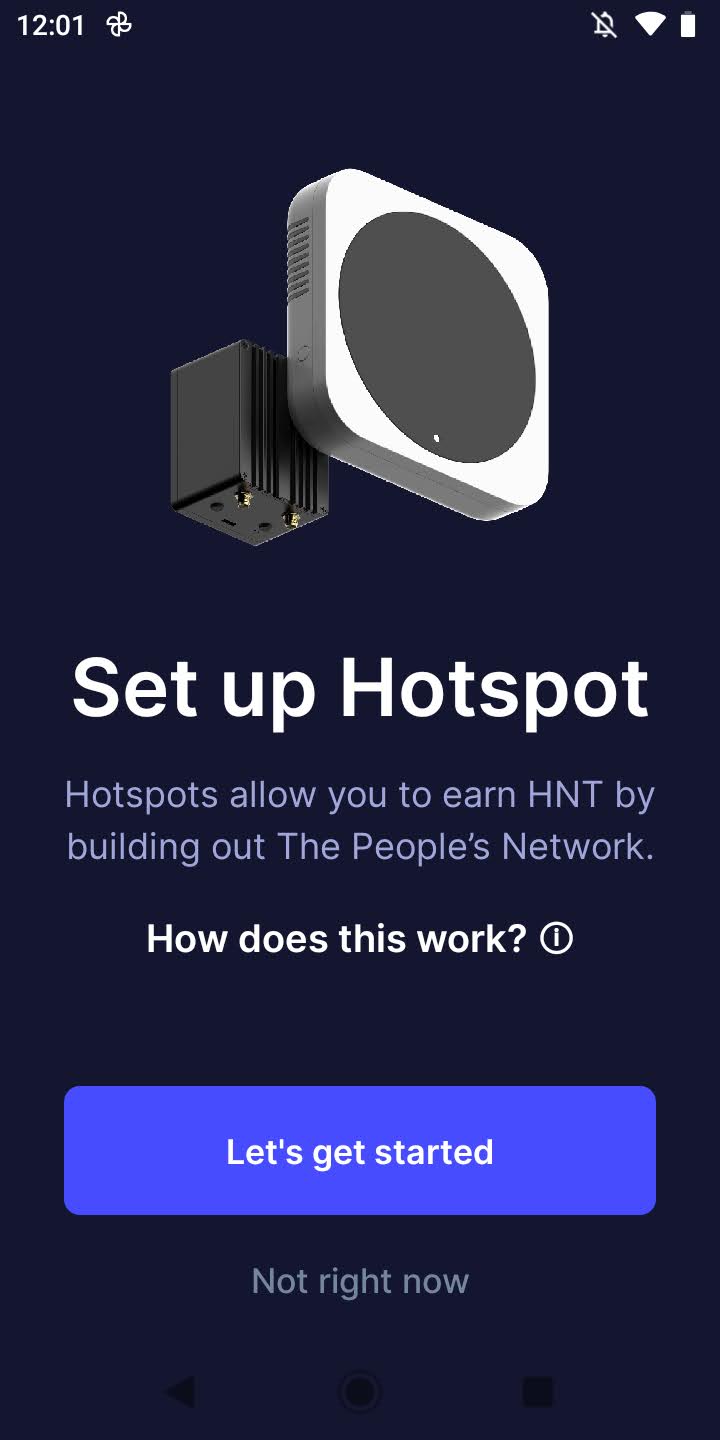 12:01
Set up Hotspot
Hotspots allow you to earn HNT by
building out The People’s Network.
How does this work?
Let's get started
Not right now